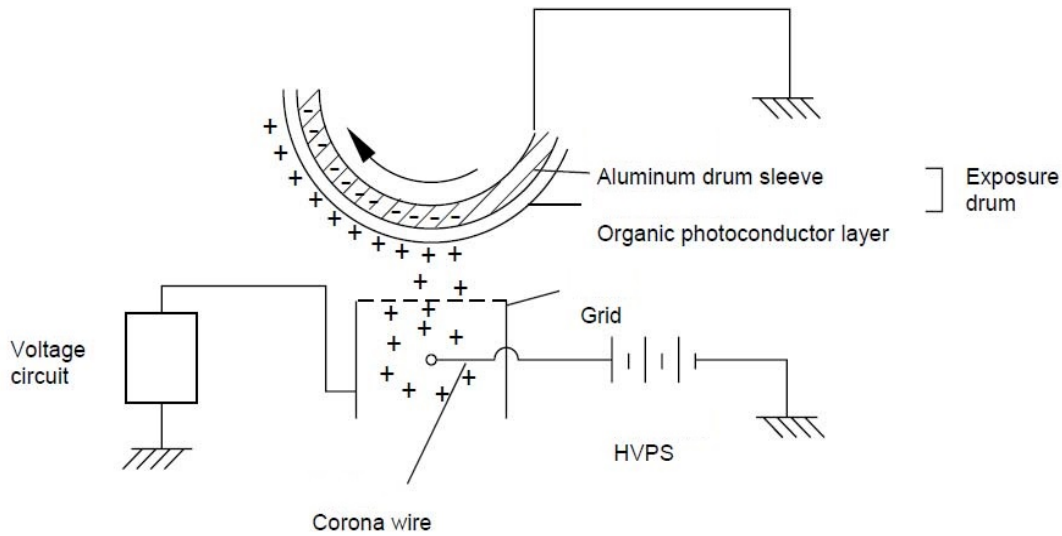 Aluminum drum sleeve
Exposure
drum
Organic photoconductor layer
Grid
Voltage
circuit
HVPS
Corona wire